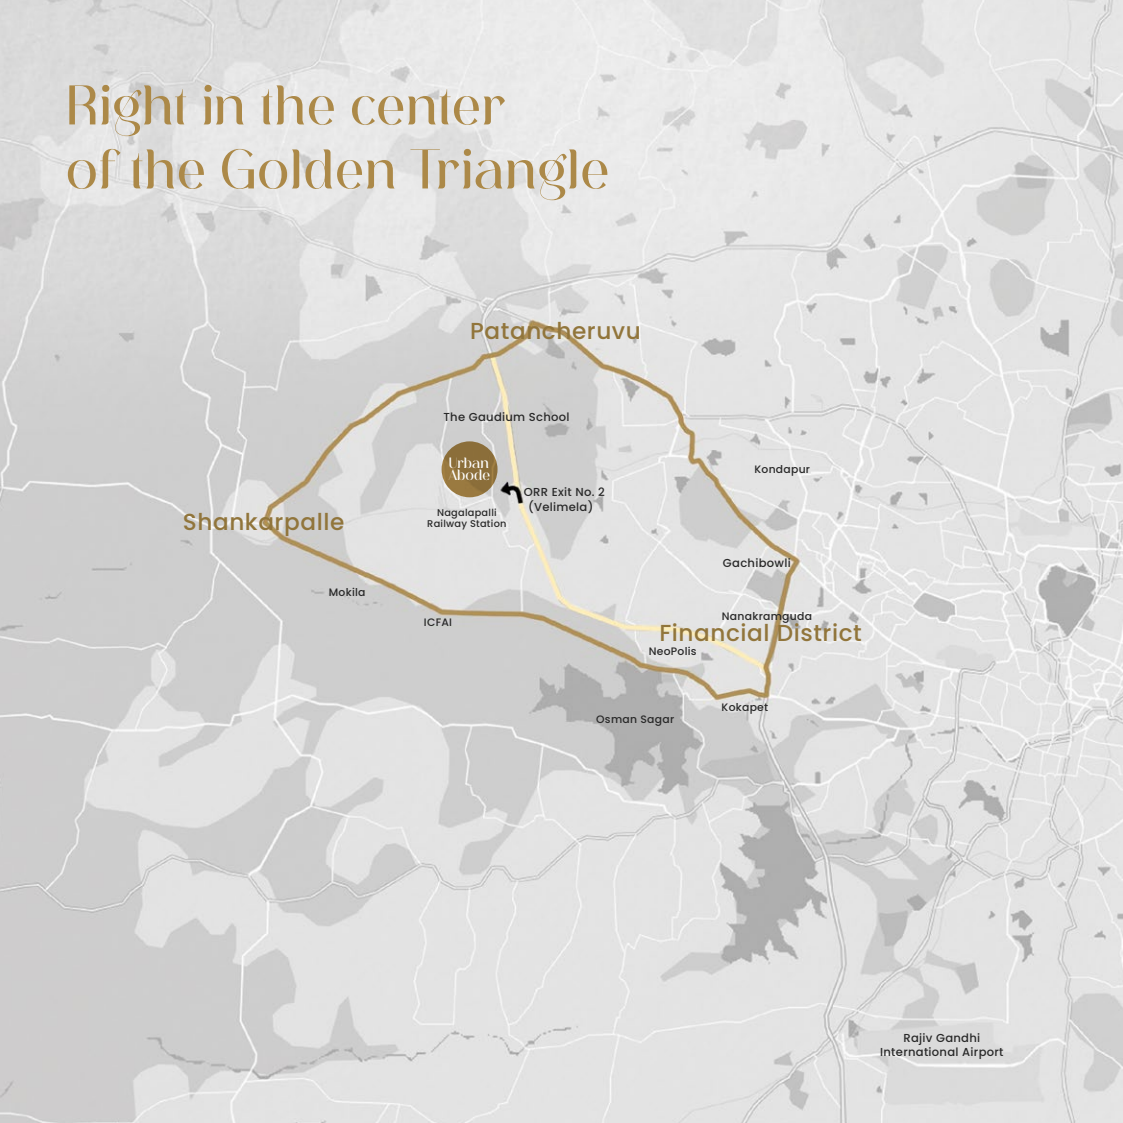 Right in the center
of the Golden Triangle
Patancheruvu
The Gaudium School
Urban
Abode
Kondapur
ORR Exit No. 2
(Velimela)
Nagalapalli
Railway Station
Shankarpalle
Gachibowli
Mokila
ICFAI
Nanakramguda
Financial District
NeoPolis
Kokapet
Osman Sagar
Rajiv Gandhi
International Airport